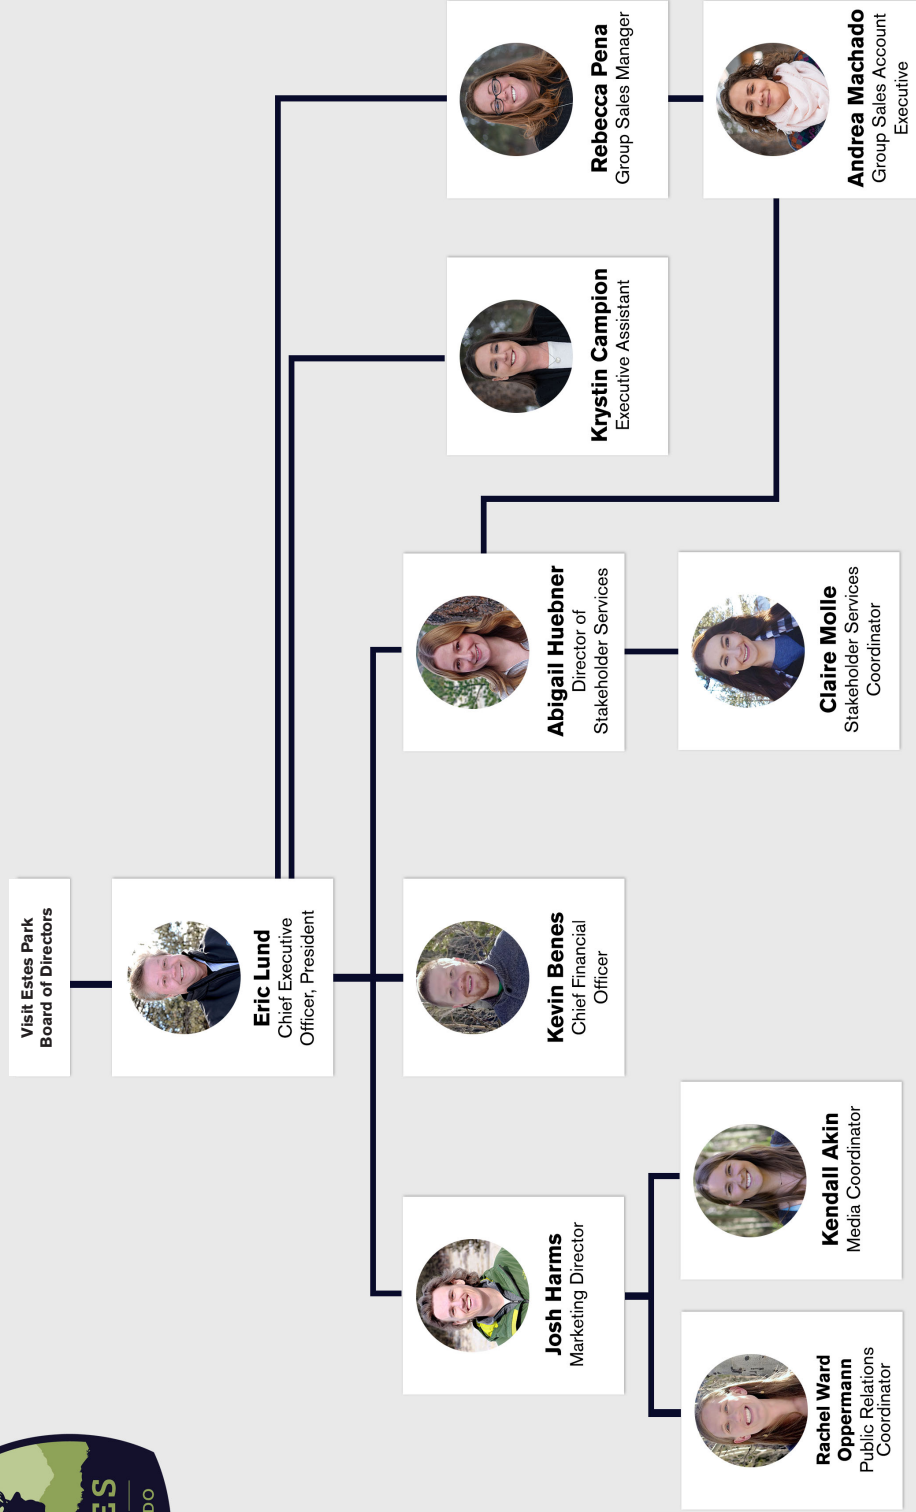 Visit Estes Park
Board of Directors
Eric Lund
Chief Executive
Officer, President
Josh Harms
Marketing Director
Kevin Benes
Chief Financial
Officer
Abigail Huebner
Director of
Stakeholder Services
Krystin Campion
Executive Assistant
Rebecca Pena
Group Sales Manager
Rachel Ward
Oppermann
Public Relations
Coordinator
Kendall Akin
Media Coordinator
Claire Molle
Stakeholder Services
Coordinator
Andrea Machado
Group Sales Account
Executive